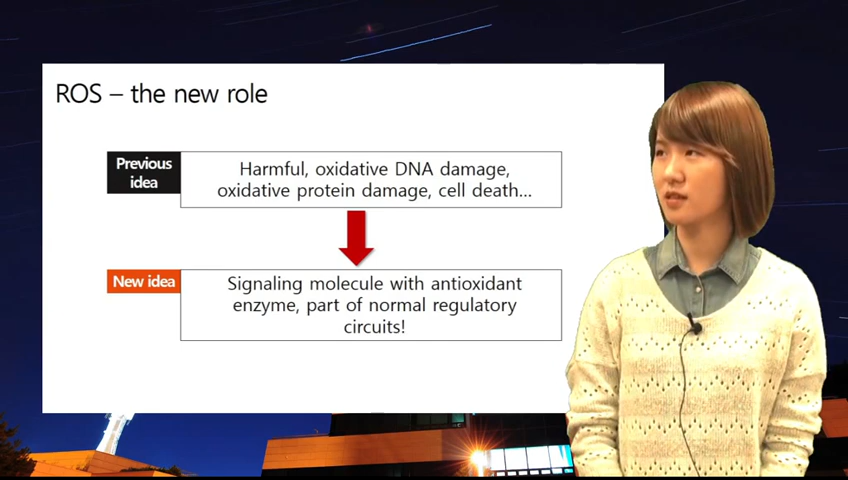 ROS – the new role
Previous
idea
Harmful, oxidative DNA damage,
oxidative protein damage, cell death...
New idea
Signaling molecule with antioxidant
enzyme, part of normal regulatory
circuits!